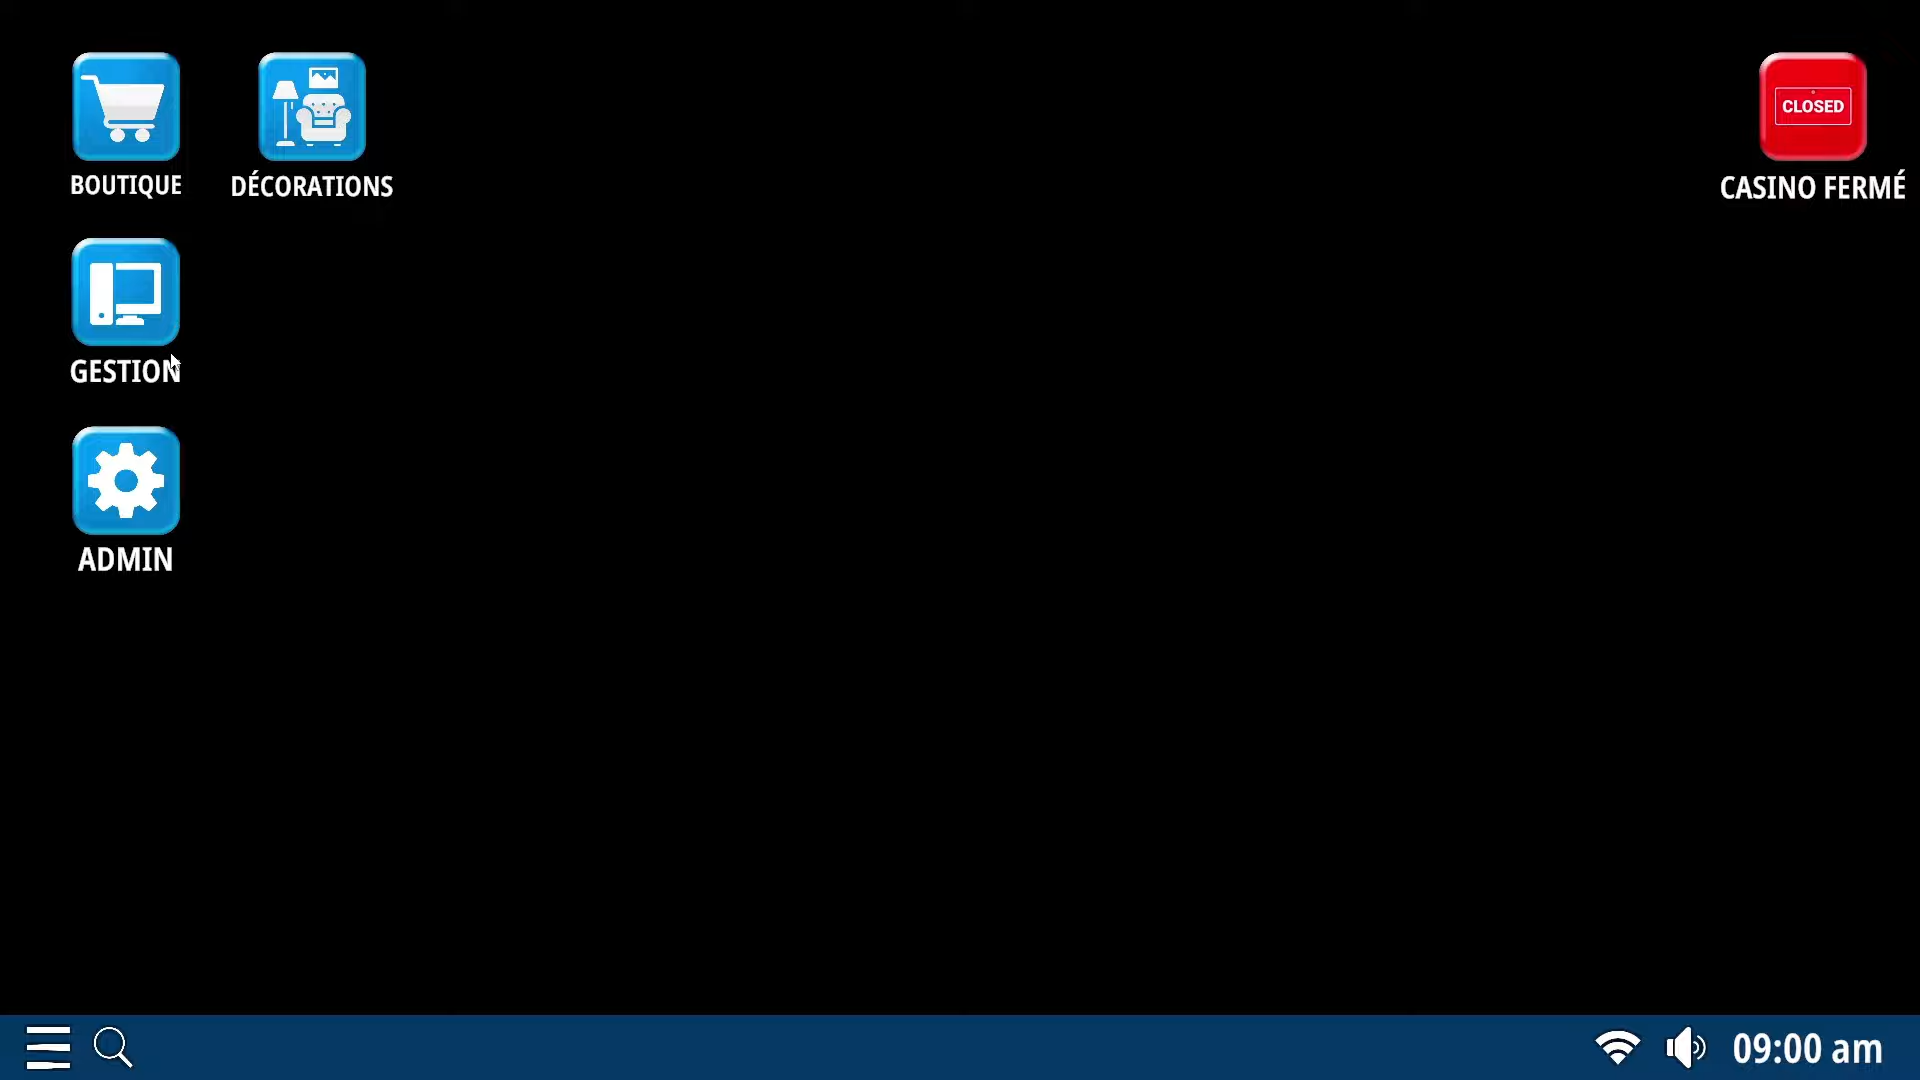 BOUTIQUE
DÉCORATIONS
CLOSED
CASINO FERMÉ
GESTION
ADMIN
09:00 am